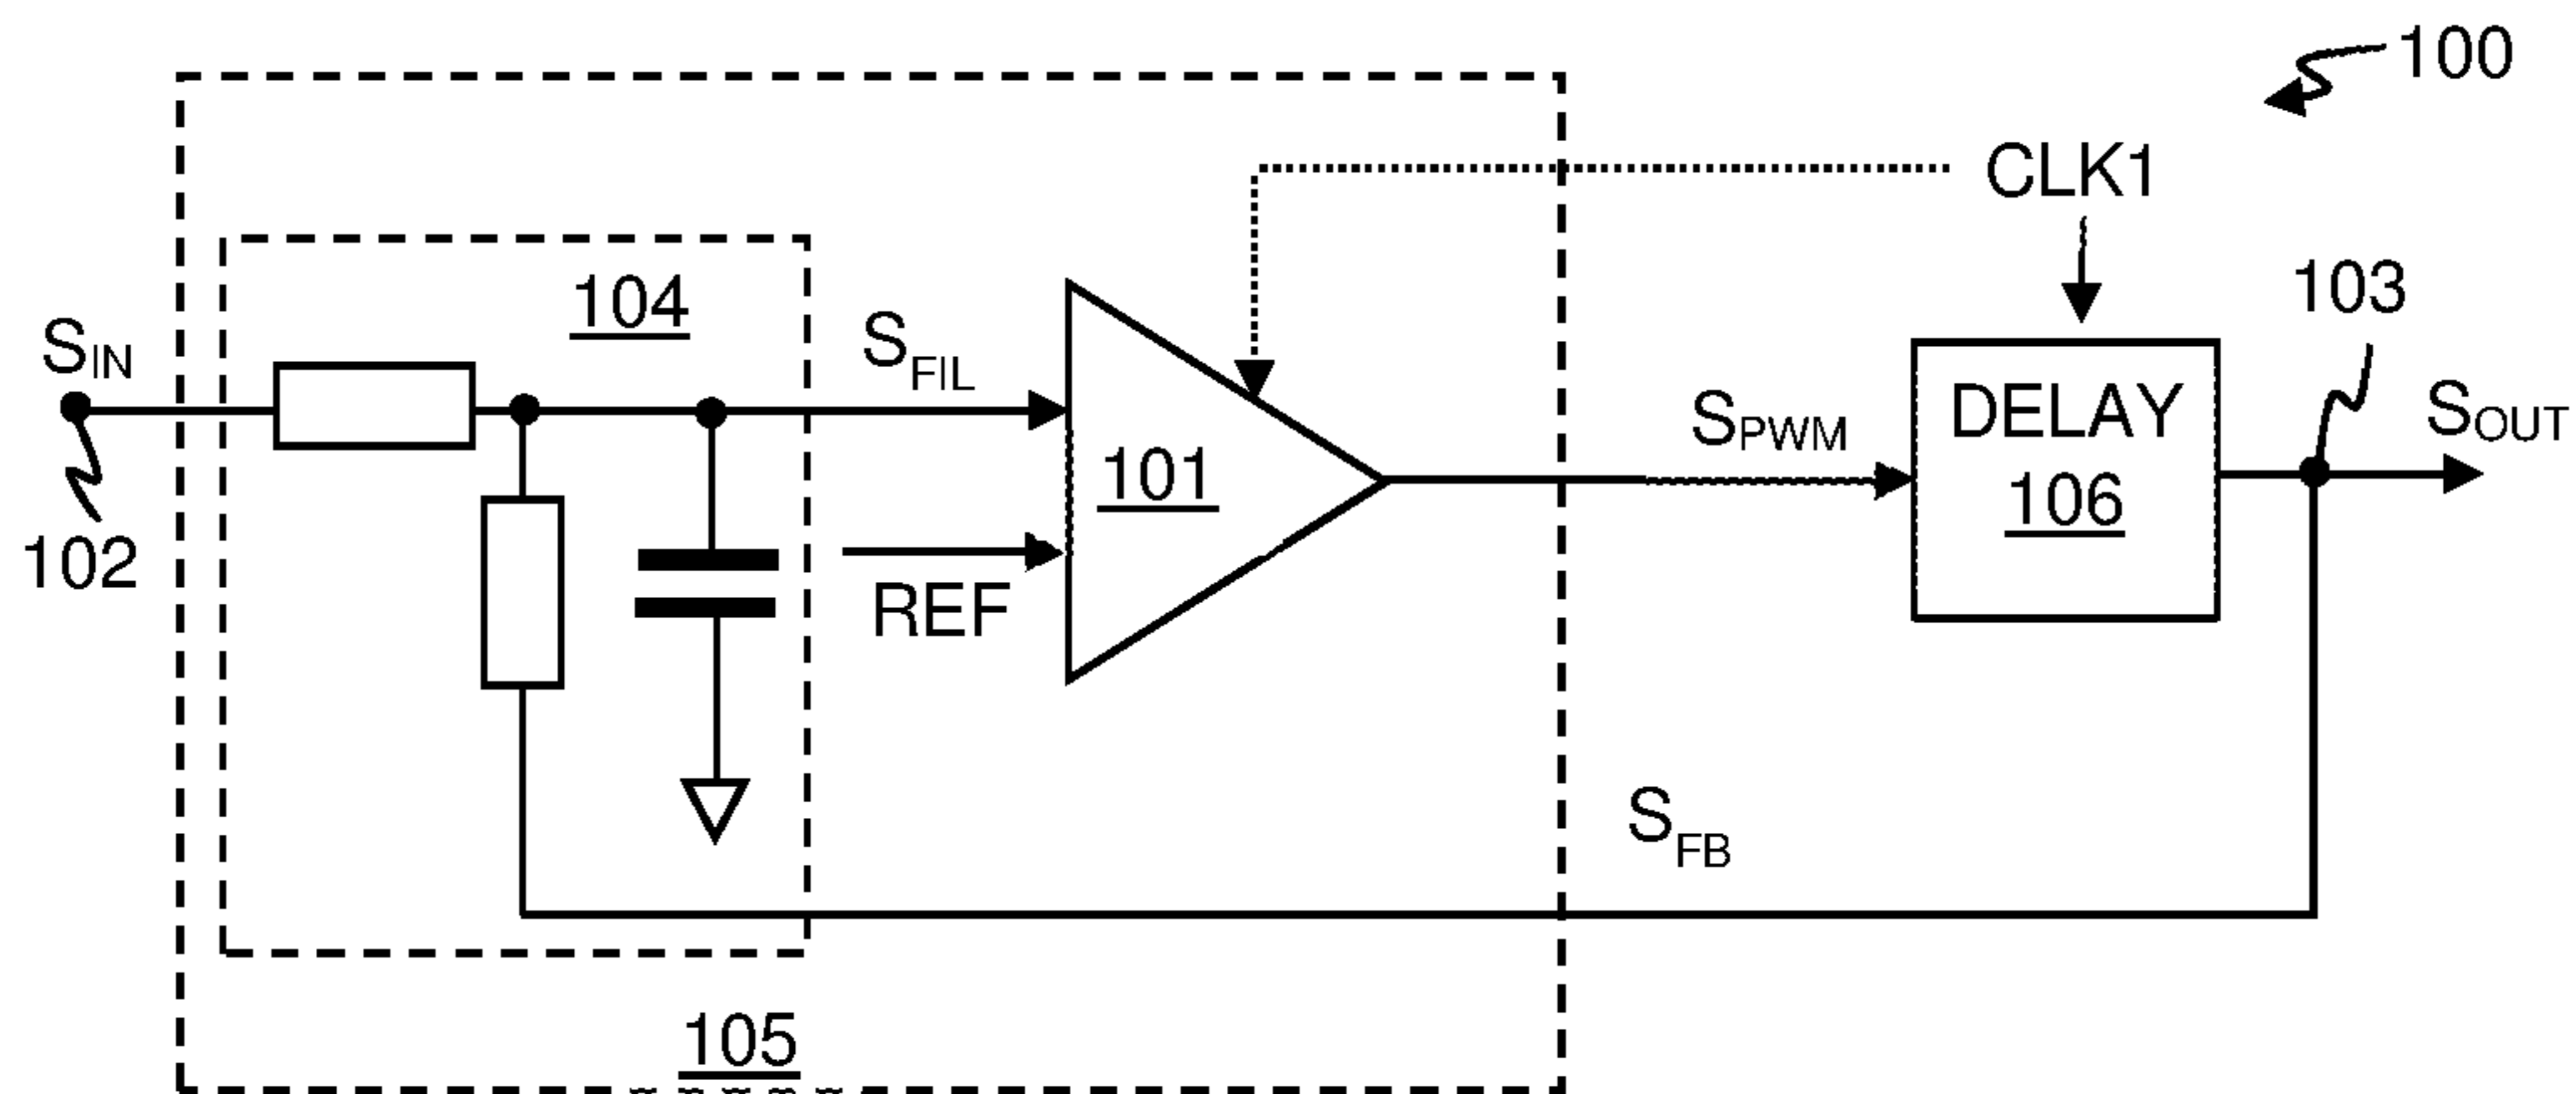 100
CLK1
103
104
S_IN
S_FIL
S_PWM
DELAY
106
S_OUT
101
102
REF
S_FB
105